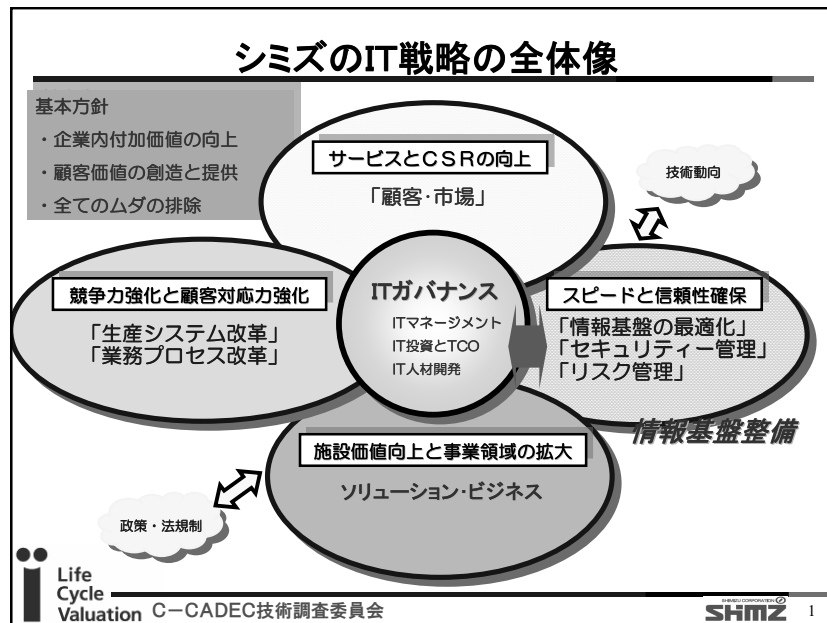 シミズのIT戦略の全体像
基本方針
・企業内付加価値の向上
・顧客価値の創造と提供
・全てのムダの排除
サービスとCSRの向上
「顧客・市場」
技術動向
競争力強化と顧客対応力強化
「生産システム改革」
「業務プロセス改革」
ITガバナンス
ITマネージメント
IT投資とTCO
IT人材開発
スピードと信頼性確保
「情報基盤の最適化」
「セキュリティー管理」
「リスク管理」
情報基盤整備
施設価値向上と事業領域の拡大
ソリューション・ビジネス
政策・法規制
Life
Cycle
Valuation
C-CADEC技術調査委員会
SHIMIZU CORPORATION
SHMZ
1